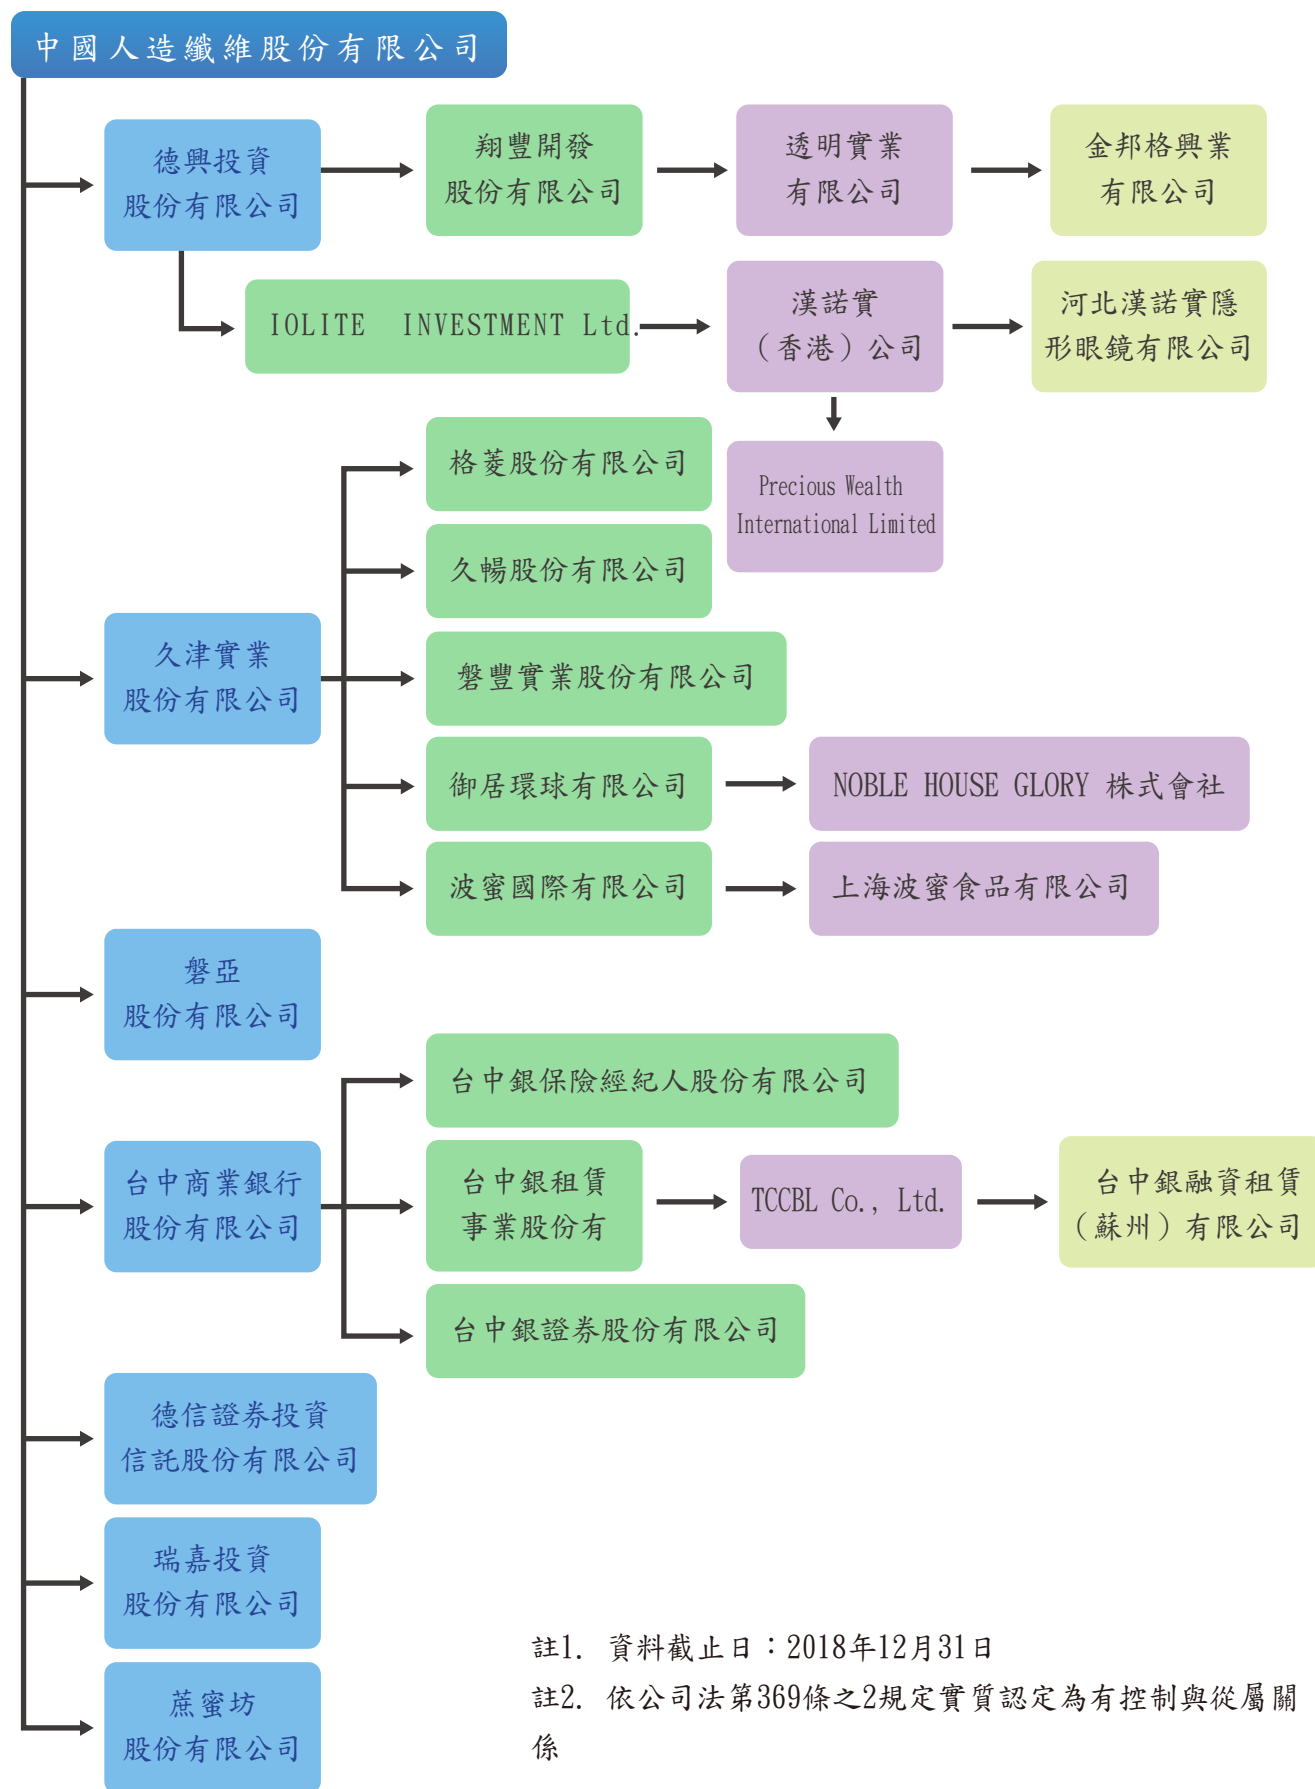 中國人造纖維股份有限公司
德興投資
股份有限公司
翔豐開發
股份有限公司
透明實業
有限公司
金邦格興業
有限公司
IOLITE INVESTMENT Ltd.
漢諾實
（香港）公司
河北漢諾實隱
形眼鏡有限公司
Precious Wealth
International Limited
久津實業
股份有限公司
格菱股份有限公司
久暢股份有限公司
磐豐實業股份有限公司
御居環球有限公司
NOBLE HOUSE GLORY 株式會社
波蜜國際有限公司
上海波蜜食品有限公司
磐亞
股份有限公司
台中商業銀行
股份有限公司
台中銀保險經紀人股份有限公司
台中銀租賃
事業股份有
TCCBL Co., Ltd.
台中銀融資租賃
（蘇州）有限公司
台中銀證券股份有限公司
德信證券投資
信託股份有限公司
瑞嘉投資
股份有限公司
蔗蜜坊
股份有限公司
註1. 資料截止日：2018年12月31日
註2. 依公司法第369條之2規定實質認定為有控制與從屬關
係